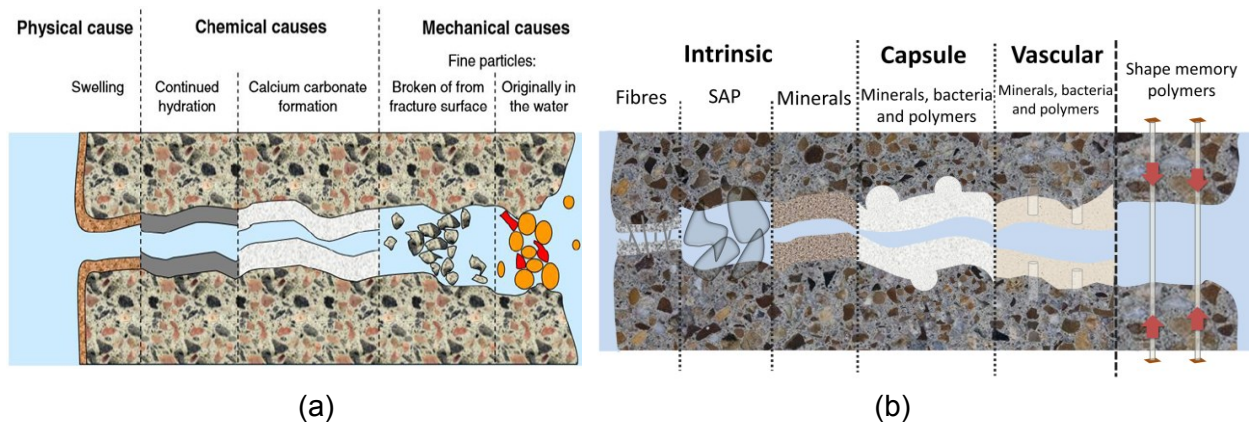 Physical cause
Chemical causes
Mechanical causes
Fine particles:
Swelling
Continued
hydration
Calcium carbonate
formation
Broken of from
fracture surface
Originally in
the water
(a)
Intrinsic
Capsule
Vascular
Shape memory
polymers
Fibres
SAP
Minerals
Minerals, bacteria
and polymers
Minerals, bacteria
and polymers
(b)